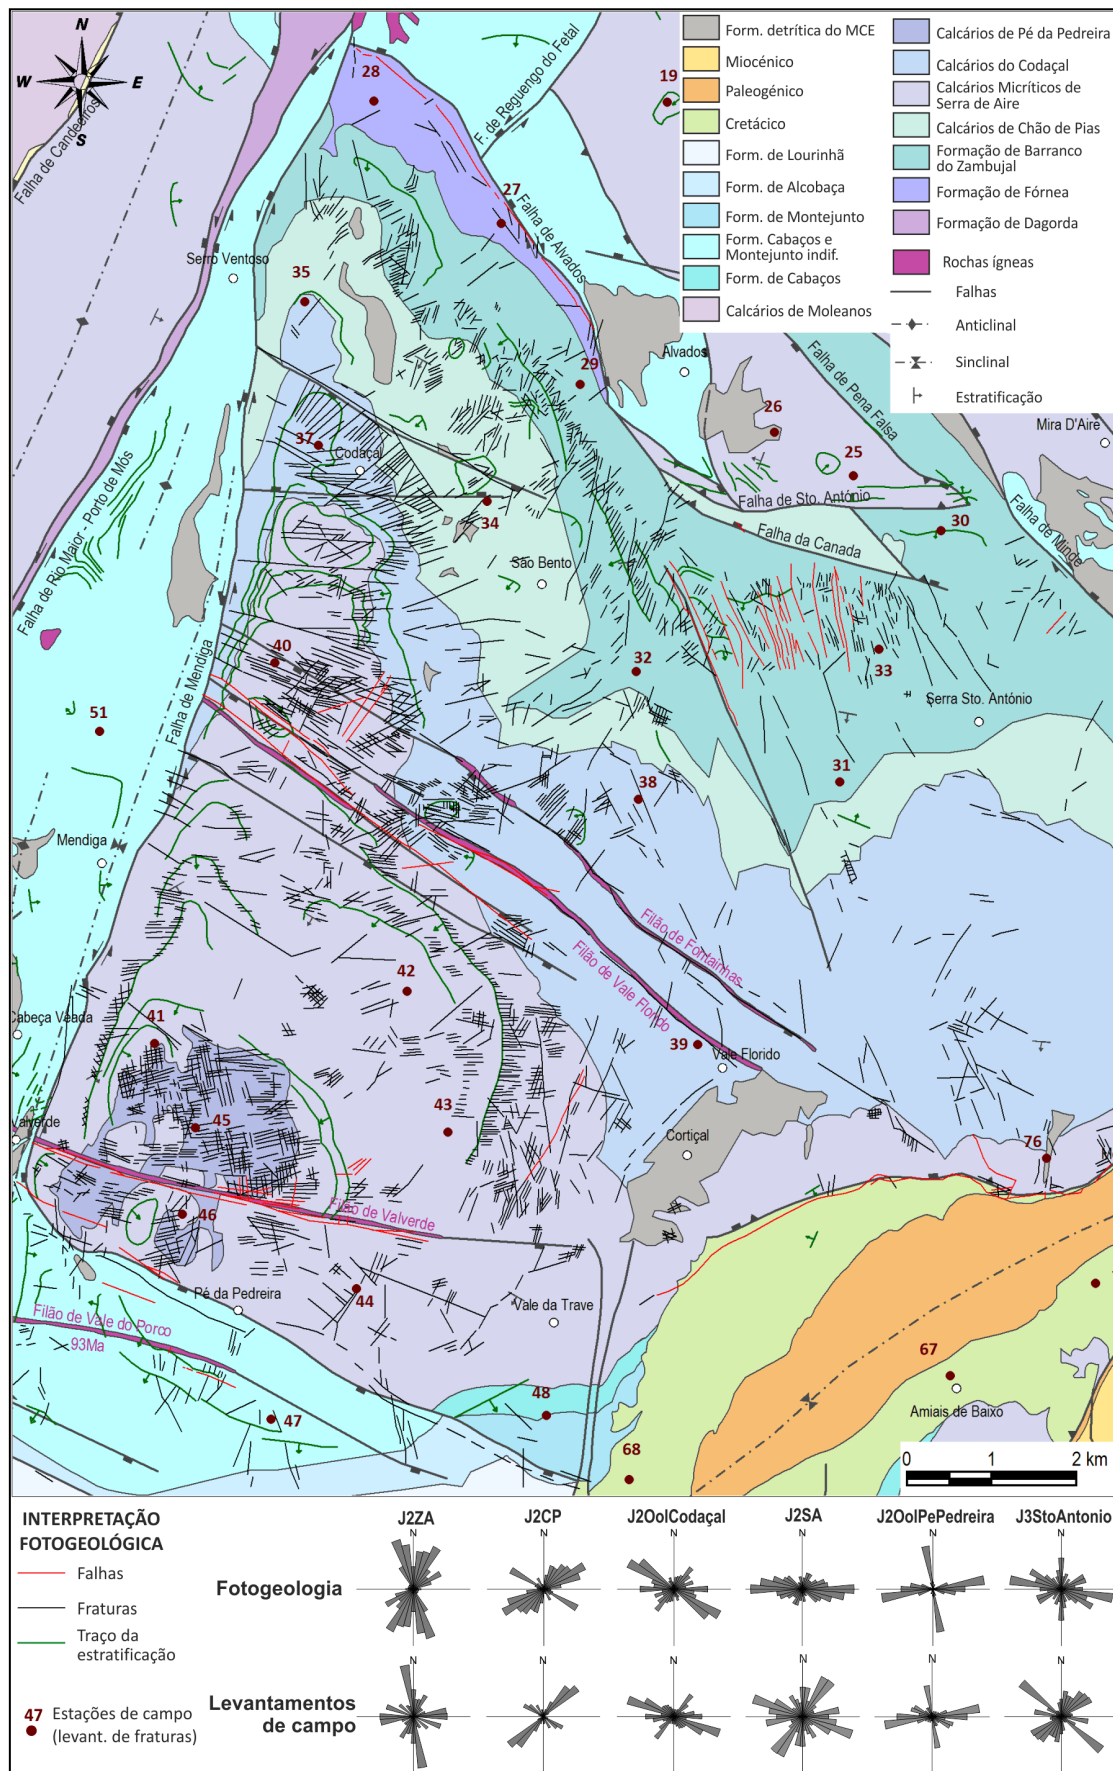 N
W
E
S
Falha de Candeeiros
28
F. de Reguengo do Fetal
19
27
Falha de Alvados
Serro Ventoso
35
29
Alvados
Falha de Pena Falsa
26
Mira D'Aire
25
37
Codaçal
Falha de Sto. António
34
30
Falha da Canada
Falha de Minde
São Bento
Falha de Rio Maior - Porto de Mós
Falha de Mendiga
40
32
33
Serra Sto. António
51
31
38
Mendiga
Filão de Fontainhas
Filão de Vale Florido
42
Cabeça Veada
41
39
Vale Florido
43
45
Valverde
Cortiçal
76
46
Filão de Valverde
44
Pé da Pedreira
Vale da Trave
Filão de Vale do Porco
93Ma
67
48
Amiais de Baixo
47
68
0 1 2 km
Form. detrítica do MCE
Miocénico
Paleogénico
Cretácico
Form. de Lourinhã
Form. de Alcobaça
Form. de Montejunto
Form. Cabaços e
Montejunto indif.
Form. de Cabaços
Calcários de Moleanos
Calcários de Pé da Pedreira
Calcários do Codaçal
Calcários Micríticos de
Serra de Aire
Calcários de Chão de Pias
Formação de Barranco
do Zambujal
Formação de Fórnea
Formação de Dagorda
Rochas ígneas
Falhas
Anticlinal
Sinclinal
Estratificação
INTERPRETAÇÃO
FOTOGEOLÓGICA
Falhas
Fraturas
Traço da
estratificação
47 Estações de campo
(levant. de fraturas)
J2ZA J2CP J2OolCodaçal J2SA J2OolPePedreira J3StoAntonio
N N N N N N
Fotogeologia
N N N N N N
Levantamentos
de campo